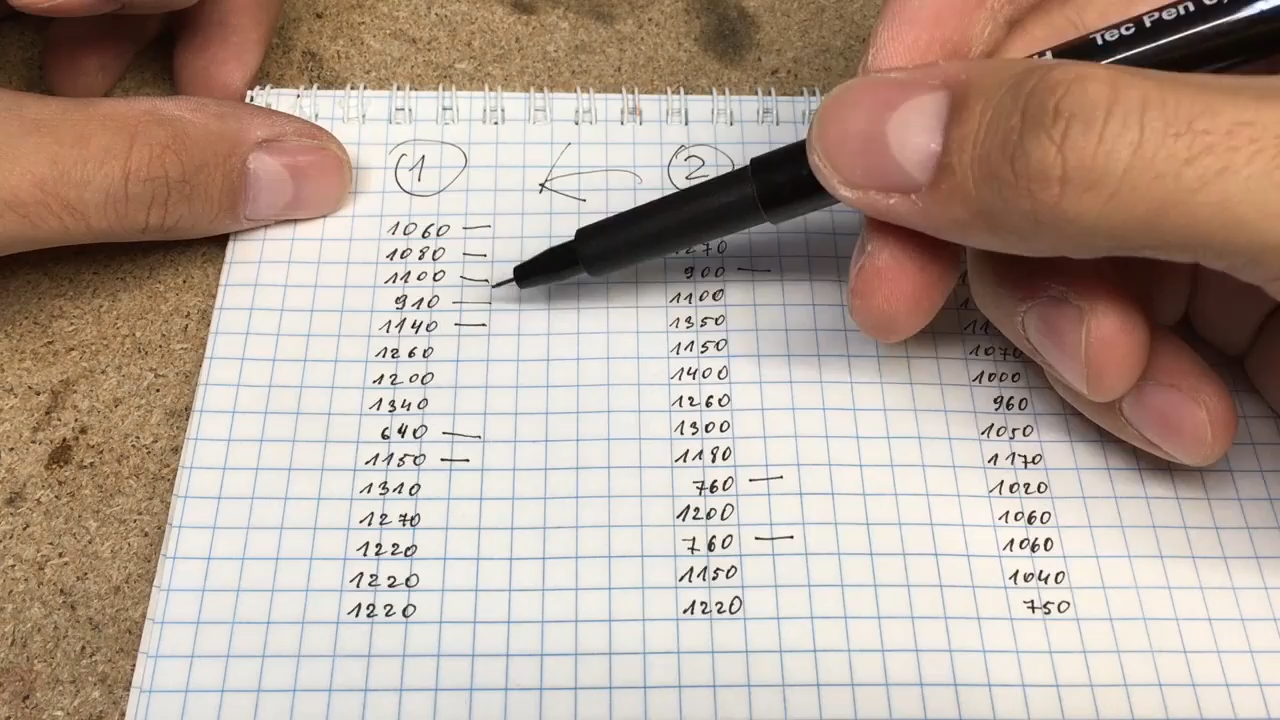 Tec Pen
1 2
1060 —
1080 — 1270
1100 — 900 —
910 — 1100
1140 — 1350
1260 1150 1070
1200 1400 1000
1340 1260 960
640 — 1300 1050
1150 — 1180 1170
1310 760 — 1020
1270 1200 1060
1220 760 — 1060
1220 1150 1040
1220 1220 750